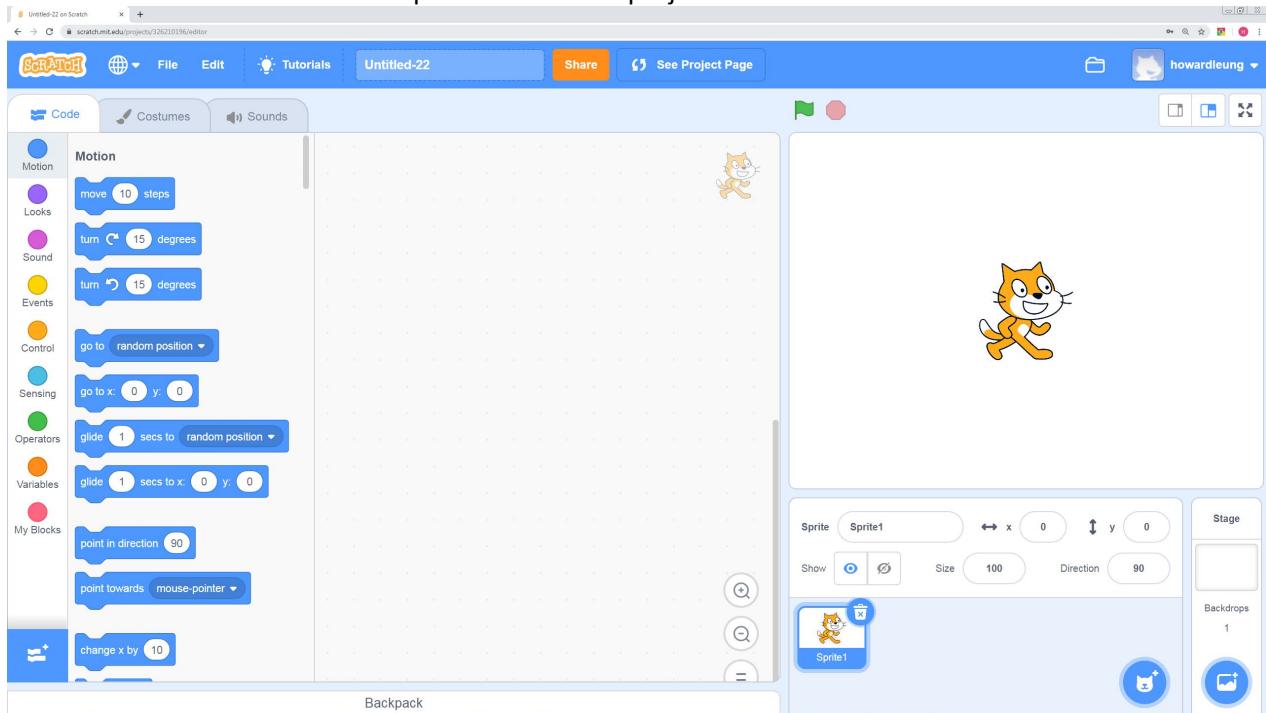 Untitled-22 on Scratch
scratch.mit.edu/projects/326210196/editor
SCRATCH File Edit Tutorials Untitled-22 Share See Project Page howardleung
Code Costumes Sounds
Motion
Looks
Sound
Events
Control
Sensing
Operators
Variables
My Blocks
Motion
move 10 steps
turn 15 degrees
turn 15 degrees
go to random position
go to x: 0 y: 0
glide 1 secs to random position
glide 1 secs to x: 0 y: 0
point in direction 90
point towards mouse-pointer
change x by 10
Backpack
Sprite Sprite1 x 0 y 0
Show Size 100 Direction 90
Sprite1
Stage
Backdrops
1